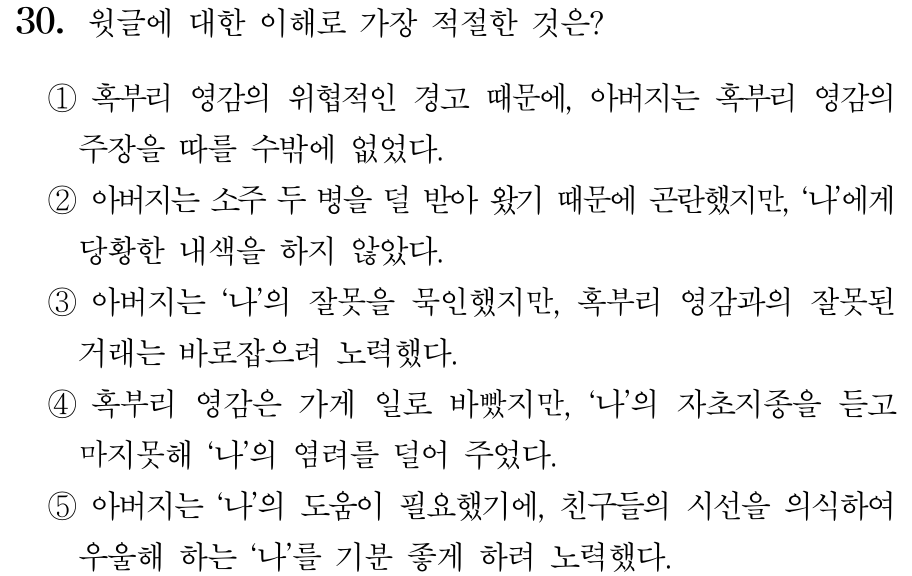 30. 윗글에 대한 이해로 가장 적절한 것은?
① 혹부리 영감의 위협적인 경고 때문에, 아버지는 혹부리 영감의
주장을 따를 수밖에 없었다.
② 아버지는 소주 두 병을 덜 받아 왔기 때문에 곤란했지만, ‘나’에게
당황한 내색을 하지 않았다.
③ 아버지는 ‘나’의 잘못을 묵인했지만, 혹부리 영감과의 잘못된
거래는 바로잡으려 노력했다.
④ 혹부리 영감은 가게 일로 바빴지만, ‘나’의 자초지종을 듣고
마지못해 ‘나’의 염려를 덜어 주었다.
⑤ 아버지는 ‘나’의 도움이 필요했기에, 친구들의 시선을 의식하여
우울해 하는 ‘나’를 기분 좋게 하려 노력했다.